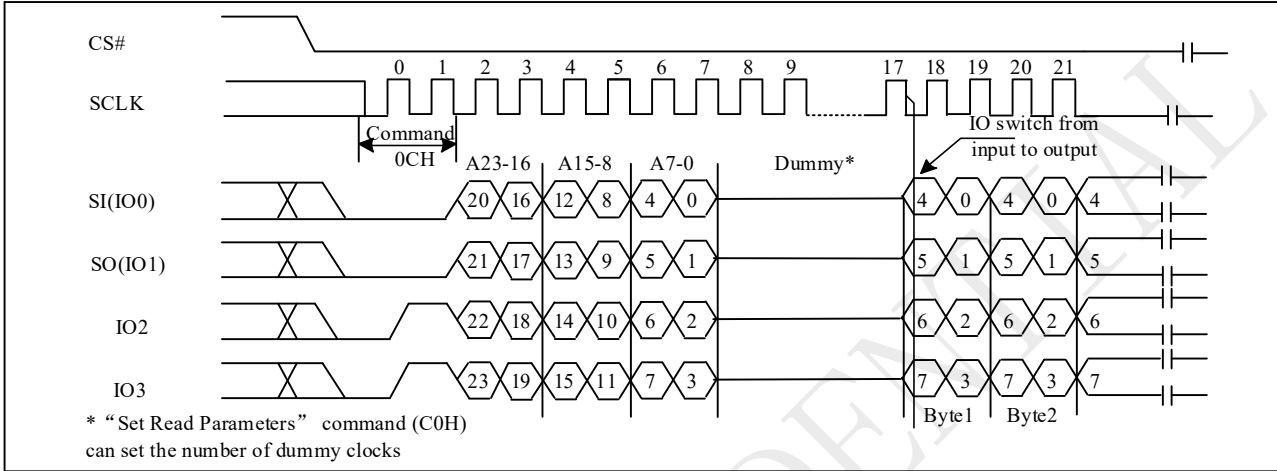 CS#
0 1 2 3 4 5 6 7 8 9 17 18 19 20 21
SCLK
Command
0CH
IO switch from
input to output
A23-16 A15-8 A7-0 Dummy*
SI(IO0) 20 16 12 8 4 0 4 0 4 0 4
SO(IO1) 21 17 13 9 5 1 5 1 5 1 5
IO2 22 18 14 10 6 2 6 2 6 2 6
IO3 23 19 15 11 7 3 7 3 7 3 7
Byte1 Byte2
* “Set Read Parameters” command (C0H)
can set the number of dummy clocks